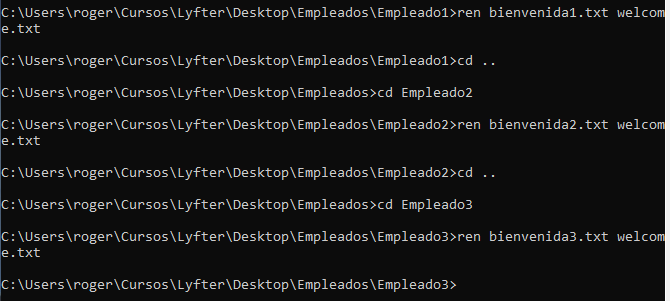 C:\Users\roger\Cursos\Lyfter\Desktop\Empleados\Empleado1>ren bienvenida1.txt welcom
e.txt
C:\Users\roger\Cursos\Lyfter\Desktop\Empleados\Empleado1>cd ..
C:\Users\roger\Cursos\Lyfter\Desktop\Empleados>cd Empleado2
C:\Users\roger\Cursos\Lyfter\Desktop\Empleados\Empleado2>ren bienvenida2.txt welcom
e.txt
C:\Users\roger\Cursos\Lyfter\Desktop\Empleados\Empleado2>cd ..
C:\Users\roger\Cursos\Lyfter\Desktop\Empleados>cd Empleado3
C:\Users\roger\Cursos\Lyfter\Desktop\Empleados\Empleado3>ren bienvenida3.txt welcom
e.txt
C:\Users\roger\Cursos\Lyfter\Desktop\Empleados\Empleado3>